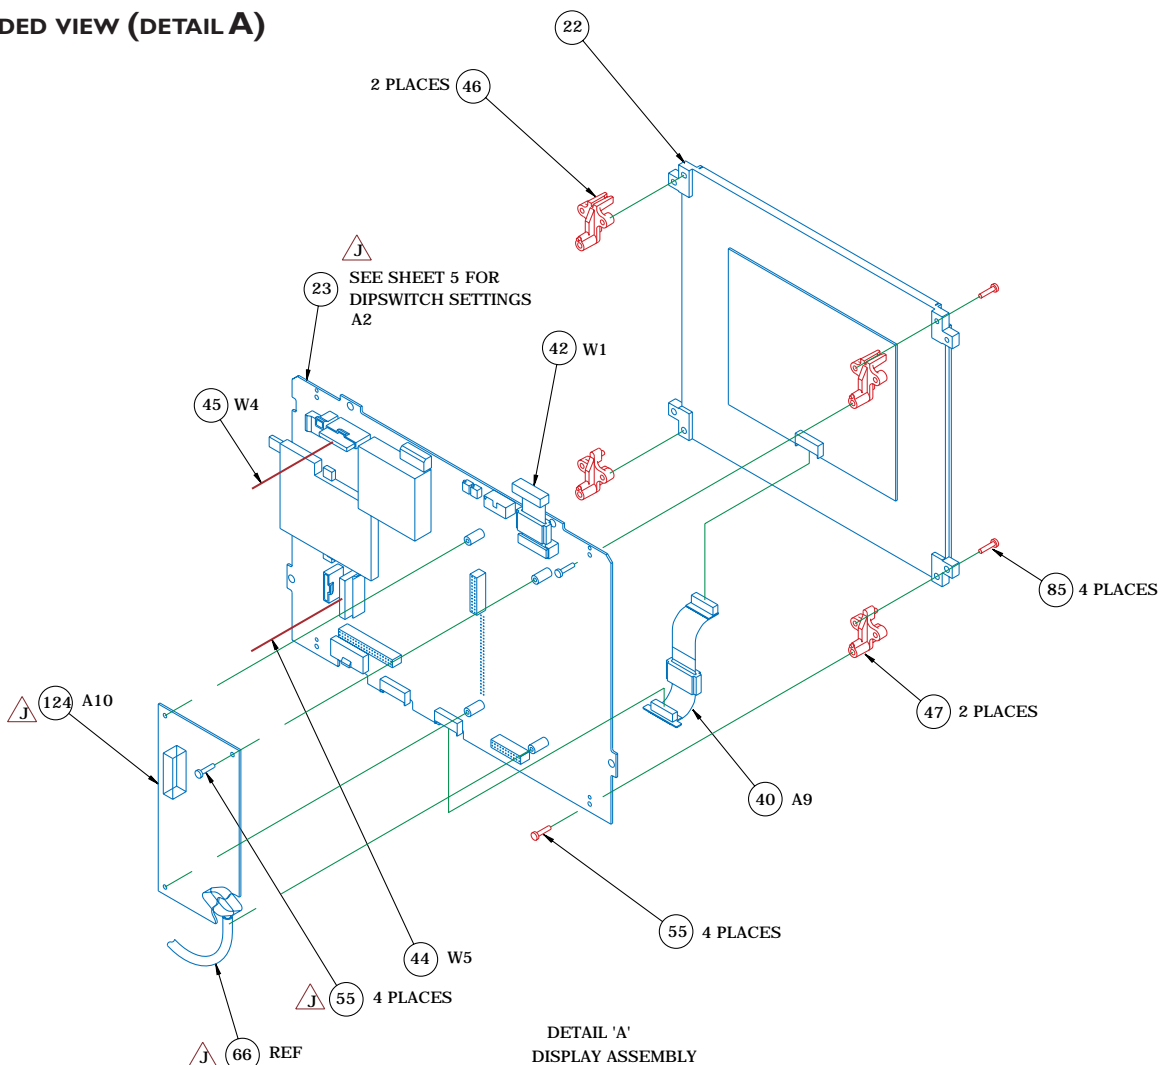 DED VIEW (DETAIL A)
22
2 PLACES 46
J
23 SEE SHEET 5 FOR
DIPSWITCH SETTINGS
A2
42 W1
45 W4
85 4 PLACES
J 124 A10
47 2 PLACES
40 A9
55 4 PLACES
44 W5
J 55 4 PLACES
J 66 REF
DETAIL 'A'
DISPLAY ASSEMBLY